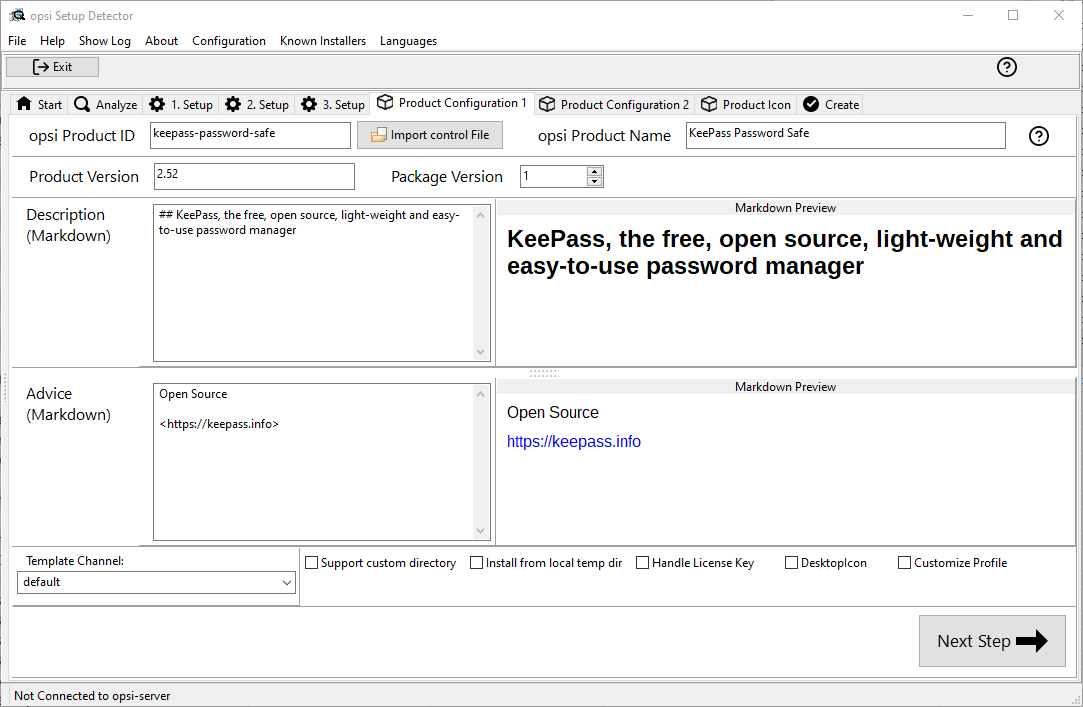 opsi Setup Detector
File Help Show Log About Configuration Known Installers Languages
Exit
Start Analyze 1. Setup 2. Setup 3. Setup Product Configuration 1 Product Configuration 2 Product Icon Create
opsi Product ID keepass-password-safe Import control File opsi Product Name KeePass Password Safe
Product Version 2.52 Package Version 1
Description
(Markdown)
## KeePass, the free, open source, light-weight and easy-
to-use password manager
Markdown Preview
KeePass, the free, open source, light-weight and
easy-to-use password manager
Advice
(Markdown)
Open Source
<https://keepass.info>
Markdown Preview
Open Source
https://keepass.info
Template Channel:
default
Support custom directory Install from local temp dir Handle License Key DesktopIcon Customize Profile
Next Step
Not Connected to opsi-server